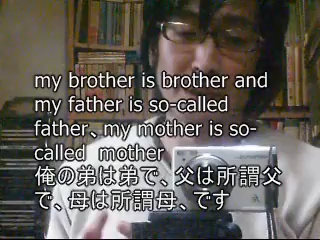 my brother is brother and
my father is so-called
father、my mother is so-
called  mother
俺の弟は弟で、父は所謂父
で、母は所謂母、です